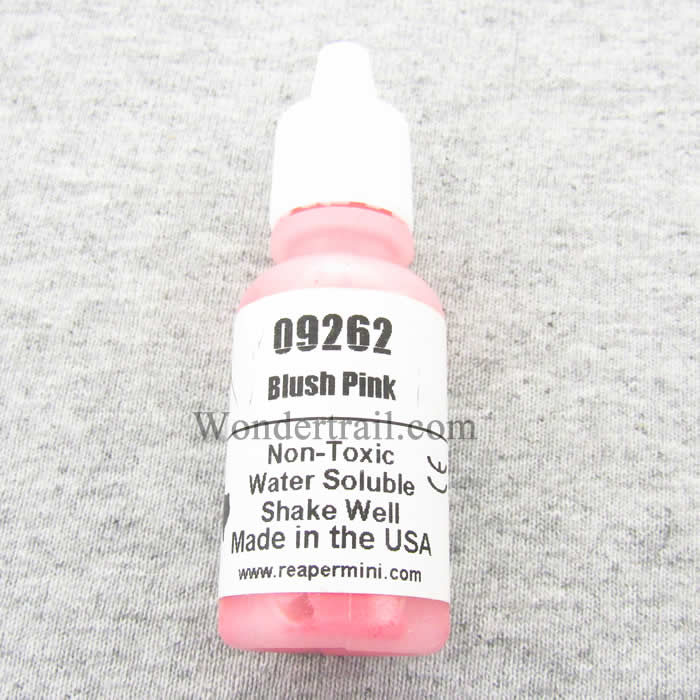 09262
Blush Pink
Wondertrail.com
Non-Toxic
Water Soluble
CE
Shake Well
Made in the USA
www.reapermini.com